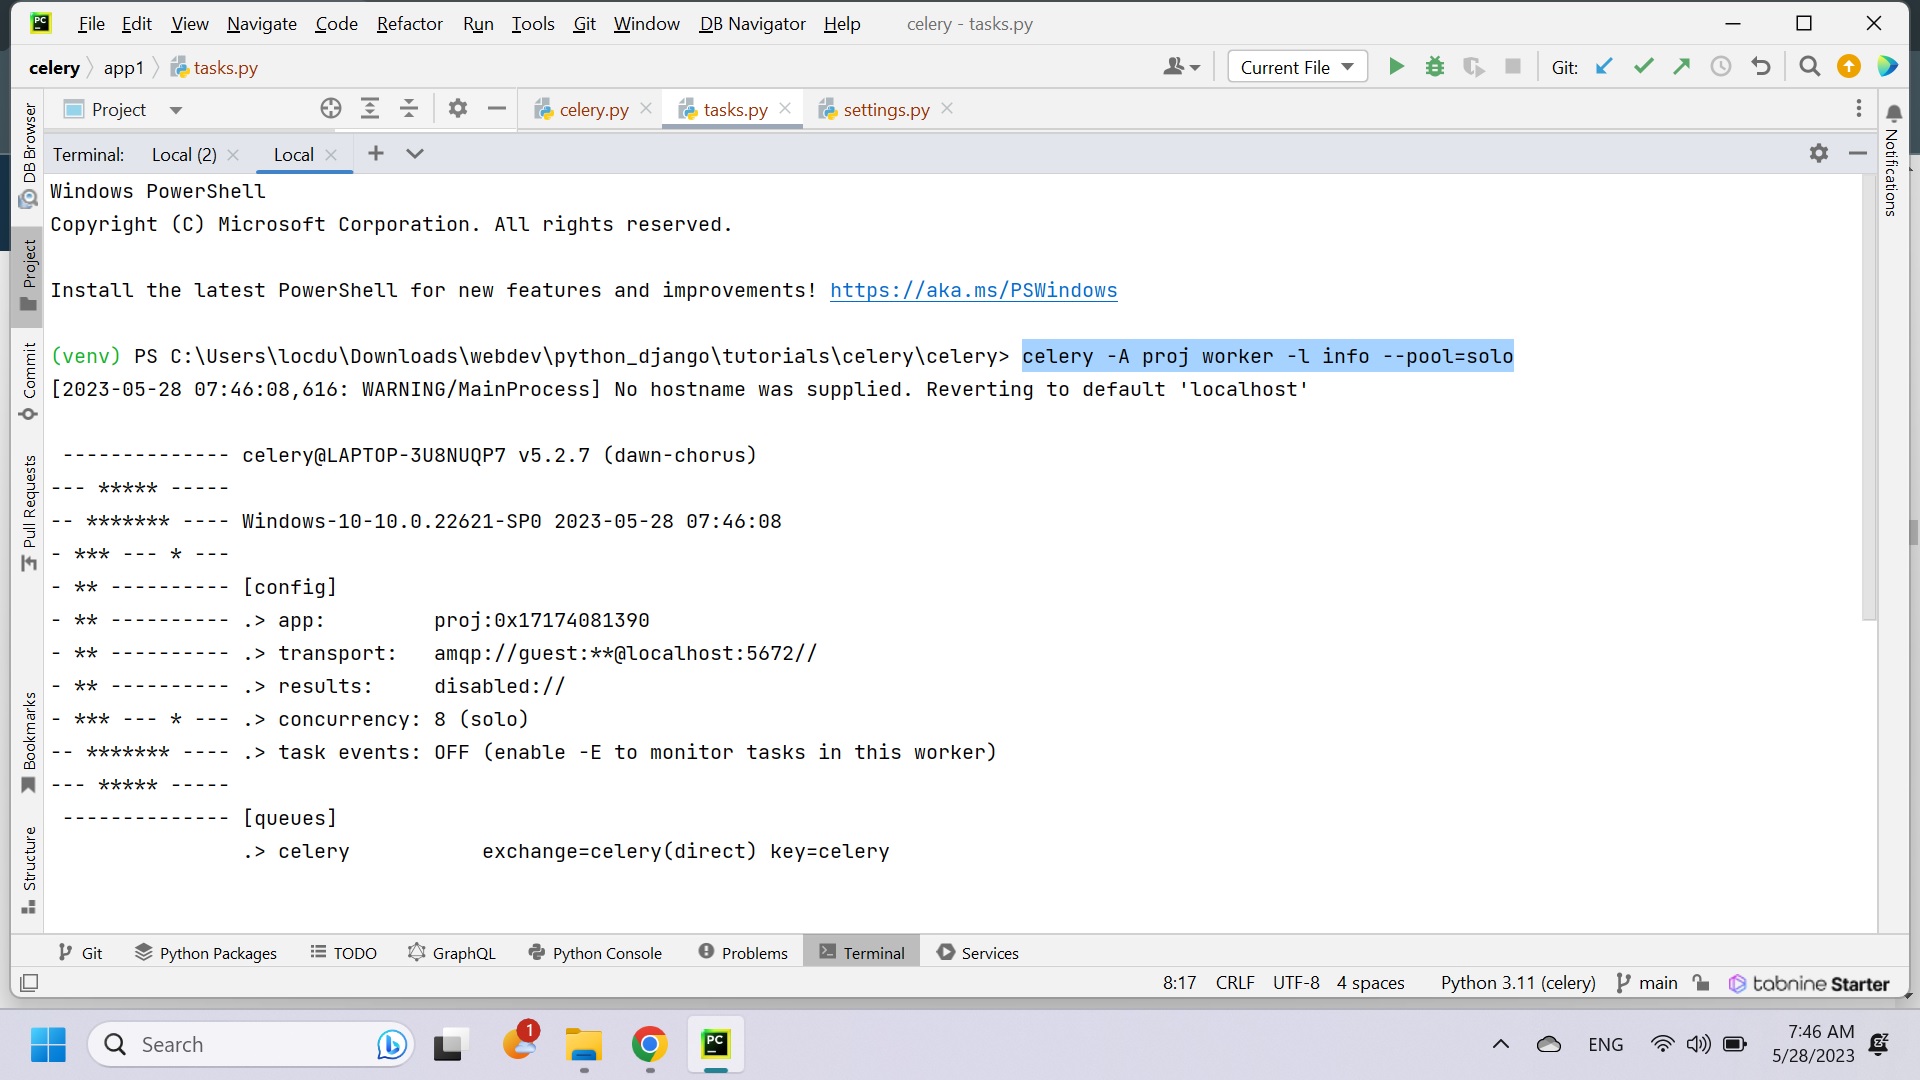 PC File Edit View Navigate Code Refactor Run Tools Git Window DB Navigator Help celery - tasks.py
celery app1 tasks.py Current File Git:
Project celery.py tasks.py settings.py
Terminal: Local (2) Local
Windows PowerShell
Copyright (C) Microsoft Corporation. All rights reserved.
Install the latest PowerShell for new features and improvements! https://aka.ms/PSWindows
(venv) PS C:\Users\locdu\Downloads\webdev\python_django\tutorials\celery\celery> celery -A proj worker -l info --pool=solo
[2023-05-28 07:46:08,616: WARNING/MainProcess] No hostname was supplied. Reverting to default 'localhost'
-------------- celery@LAPTOP-3U8NUQP7 v5.2.7 (dawn-chorus)
--- ***** -----
-- ******* ---- Windows-10-10.0.22621-SP0 2023-05-28 07:46:08
- *** --- * ---
- ** ---------- [config]
- ** ---------- .> app: proj:0x17174081390
- ** ---------- .> transport: amqp://guest:**@localhost:5672//
- ** ---------- .> results: disabled://
- *** --- * --- .> concurrency: 8 (solo)
-- ******* ---- .> task events: OFF (enable -E to monitor tasks in this worker)
--- ***** -----
-------------- [queues]
.> celery exchange=celery(direct) key=celery
DB Browser
Project
Commit
Pull Requests
Bookmarks
Structure
Notifications
Git Python Packages TODO GraphQL Python Console Problems Terminal Services
8:17 CRLF UTF-8 4 spaces Python 3.11 (celery) main tabnine Starter
Search 1 PC ENG 7:46 AM
5/28/2023